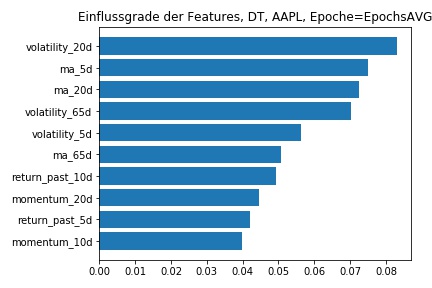 Einflussgrade der Features, DT, AAPL, Epoche=EpochsAVG
volatility_20d
ma_5d
ma_20d
volatility_65d
volatility_5d
ma_65d
return_past_10d
momentum_20d
return_past_5d
momentum_10d
0.00 0.01 0.02 0.03 0.04 0.05 0.06 0.07 0.08